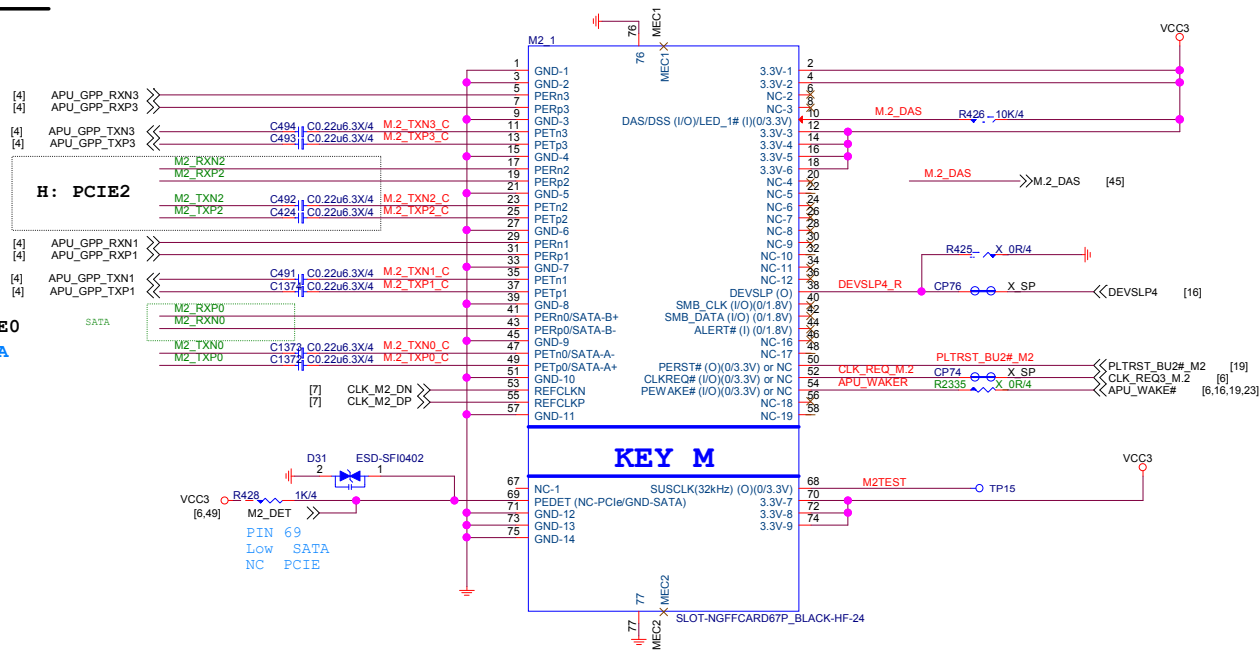 MEC1
76
VCC3
M2_1
76
MEC1
1 GND-1 3.3V-1 2
3 GND-2 3.3V-2 4
[4] APU_GPP_RXN3 5 PERn3 NC-2 6
[4] APU_GPP_RXP3 7 PERp3 NC-3 8
9 GND-3 DAS/DSS (I/O)/LED_1# (I)(0/3.3V) 10 M.2_DAS R426 10K/4
[4] APU_GPP_TXN3 C494 C0.22u6.3X/4 M.2_TXN3_C 11 PETn3 3.3V-3 12
[4] APU_GPP_TXP3 C493 C0.22u6.3X/4 M.2_TXP3_C 13 PETp3 3.3V-4 14
15 GND-4 3.3V-5 16
M2_RXN2 17 PERn2 3.3V-6 18
H: PCIE2
M2_RXP2 19 PERp2 NC-4 20 M.2_DAS M.2_DAS [45]
21 GND-5 NC-5 22
M2_TXN2 C492 C0.22u6.3X/4 M.2_TXN2_C 23 PETn2 NC-6 24
M2_TXP2 C424 C0.22u6.3X/4 M.2_TXP2_C 25 PETp2 NC-7 26
27 GND-6 NC-8 28
[4] APU_GPP_RXN1 29 PERn1 NC-9 30
[4] APU_GPP_RXP1 31 PERp1 NC-10 32 R425 X_0R/4
33 GND-7 NC-11 34
[4] APU_GPP_TXN1 C491 C0.22u6.3X/4 M.2_TXN1_C 35 PETn1 NC-12 36
[4] APU_GPP_TXP1 C1374 C0.22u6.3X/4 M.2_TXP1_C 37 PETp1 DEVSLP (O) 38 DEVSLP4_R CP76 X_SP DEVSLP4 [16]
39 GND-8 SMB_CLK (I/O)(0/1.8V) 40
M2_RXP0 41 PERn0/SATA-B+ SMB_DATA (I/O) (0/1.8V) 42
E0 SATA M2_RXN0 43 PERp0/SATA-B- ALERT# (I) (0/1.8V) 44
45 GND-9 NC-16 46
A M2_TXN0 C1373 C0.22u6.3X/4 M.2_TXN0_C 47 PETn0/SATA-A- NC-17 48
M2_TXP0 C1372 C0.22u6.3X/4 M.2_TXP0_C 49 PETp0/SATA-A+ PERST# (O)(0/3.3V) or NC 50 PLTRST_BU2#_M2 PLTRST_BU2#_M2 [19]
51 GND-10 CLKREQ# (I/O)(0/3.3V) or NC 52 CLK_REQ_M.2 CP74 X_SP CLK_REQ3_M.2 [6]
[7] CLK_M2_DN 53 REFCLKN PEWAKE# (I/O)(0/3.3V) or NC 54 APU_WAKER R2335 X_0R/4 APU_WAKE# [6,16,19,23]
[7] CLK_M2_DP 55 REFCLKP NC-18 56
57 GND-11 NC-19 58
KEY M
D31 ESD-SFI0402
2 1
VCC3
67 NC-1 SUSCLK(32kHz) (O)(0/3.3V) 68 M2TEST TP15
VCC3 R428 1K/4 69 PEDET (NC-PCIe/GND-SATA) 3.3V-7 70
[6,49] M2_DET 71 GND-12 3.3V-8 72
73 GND-13 3.3V-9 74
75 GND-14
PIN 69
Low SATA
NC PCIE
77
MEC2
77
MEC2
SLOT-NGFFCARD67P_BLACK-HF-24